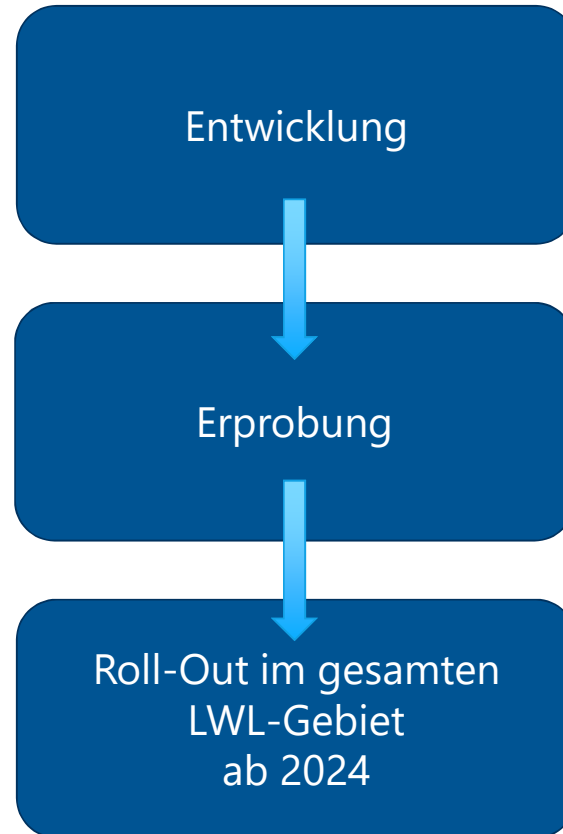 Entwicklung
Erprobung
Roll-Out im gesamten
LWL-Gebiet
ab 2024